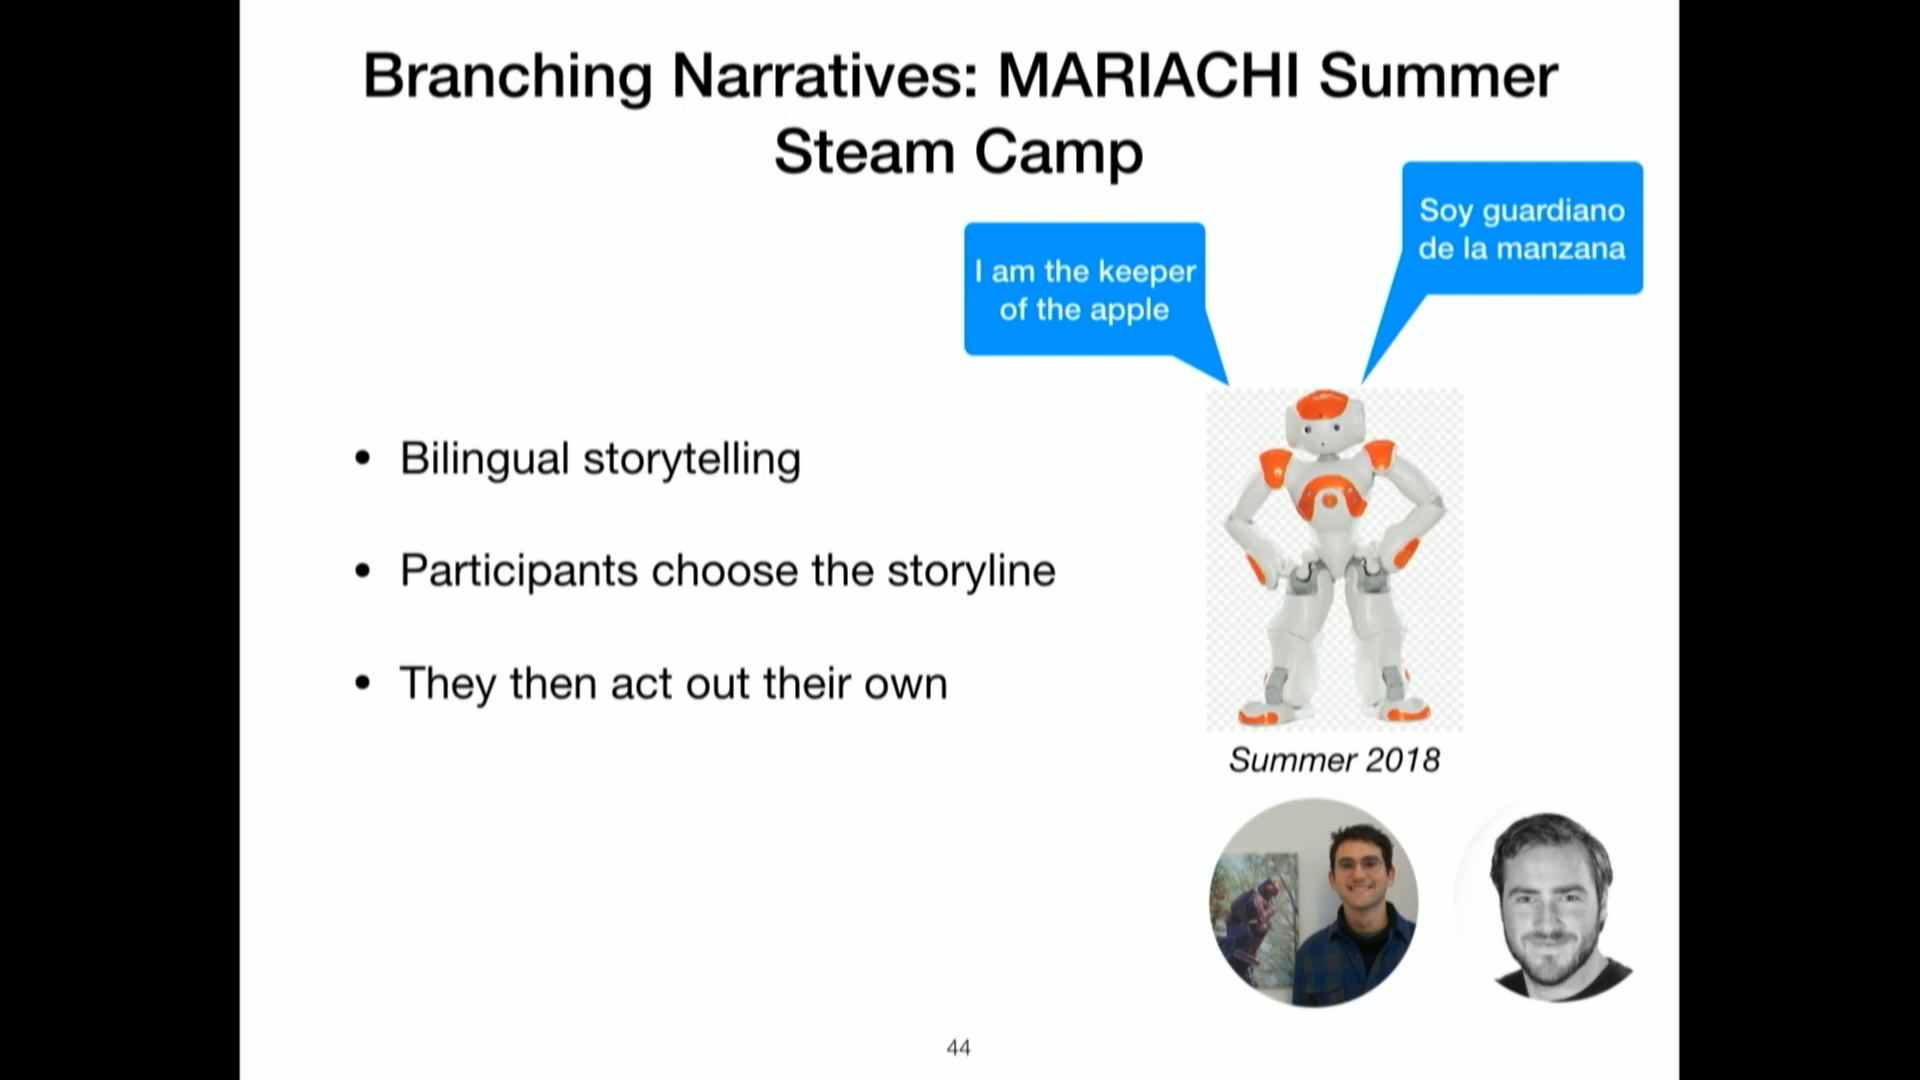 Branching Narratives: MARIACHI Summer
Steam Camp
Soy guardiano
de la manzana
I am the keeper
of the apple
• Bilingual storytelling
• Participants choose the storyline
• They then act out their own
Summer 2018
44